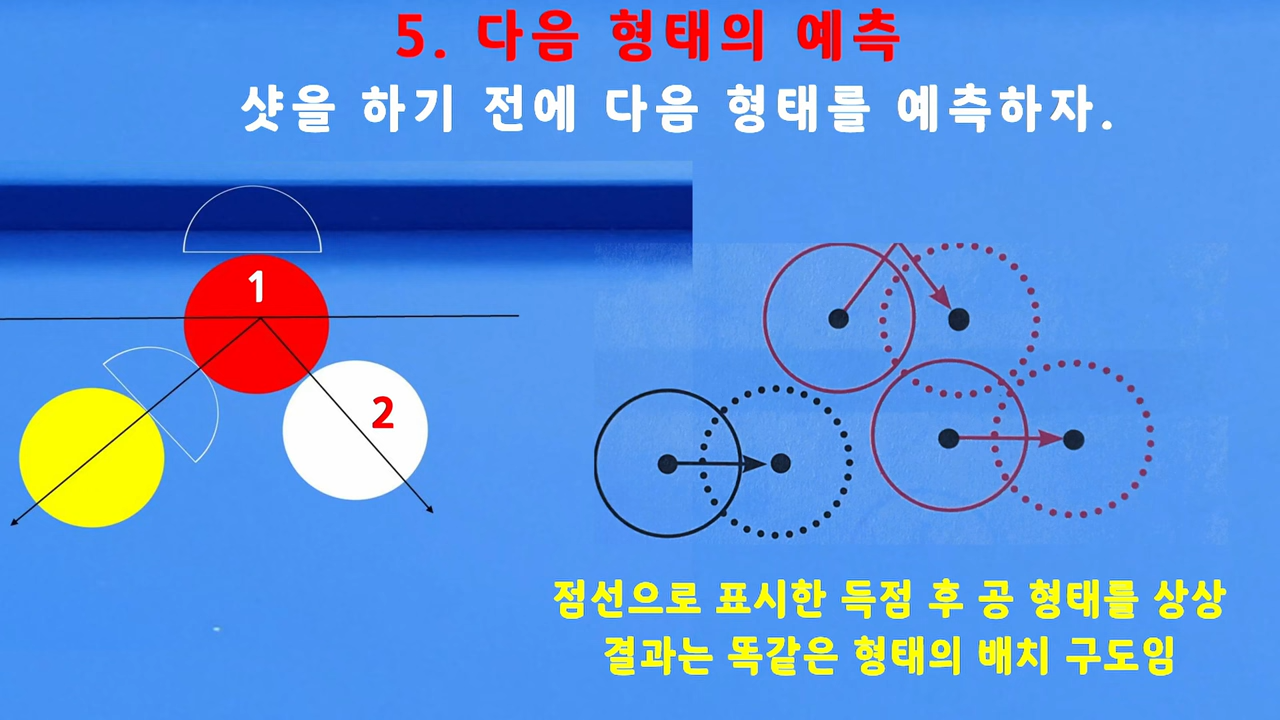 5. 다음 형태의 예측
샷을 하기 전에 다음 형태를 예측하자.
1
2
점선으로 표시한 득점 후 공 형태를 상상
결과는 똑같은 형태의 배치 구도임